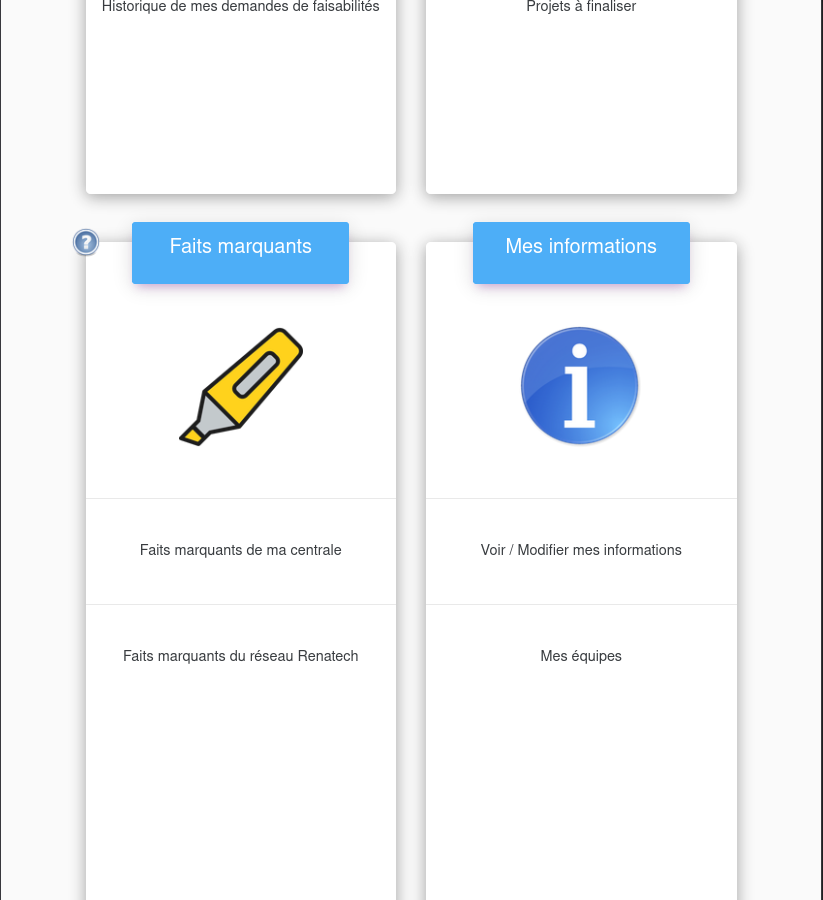 Historique de mes demandes de faisabilités
Projets à finaliser
?
Faits marquants
Mes informations
i
Faits marquants de ma centrale
Voir / Modifier mes informations
Faits marquants du réseau Renatech
Mes équipes